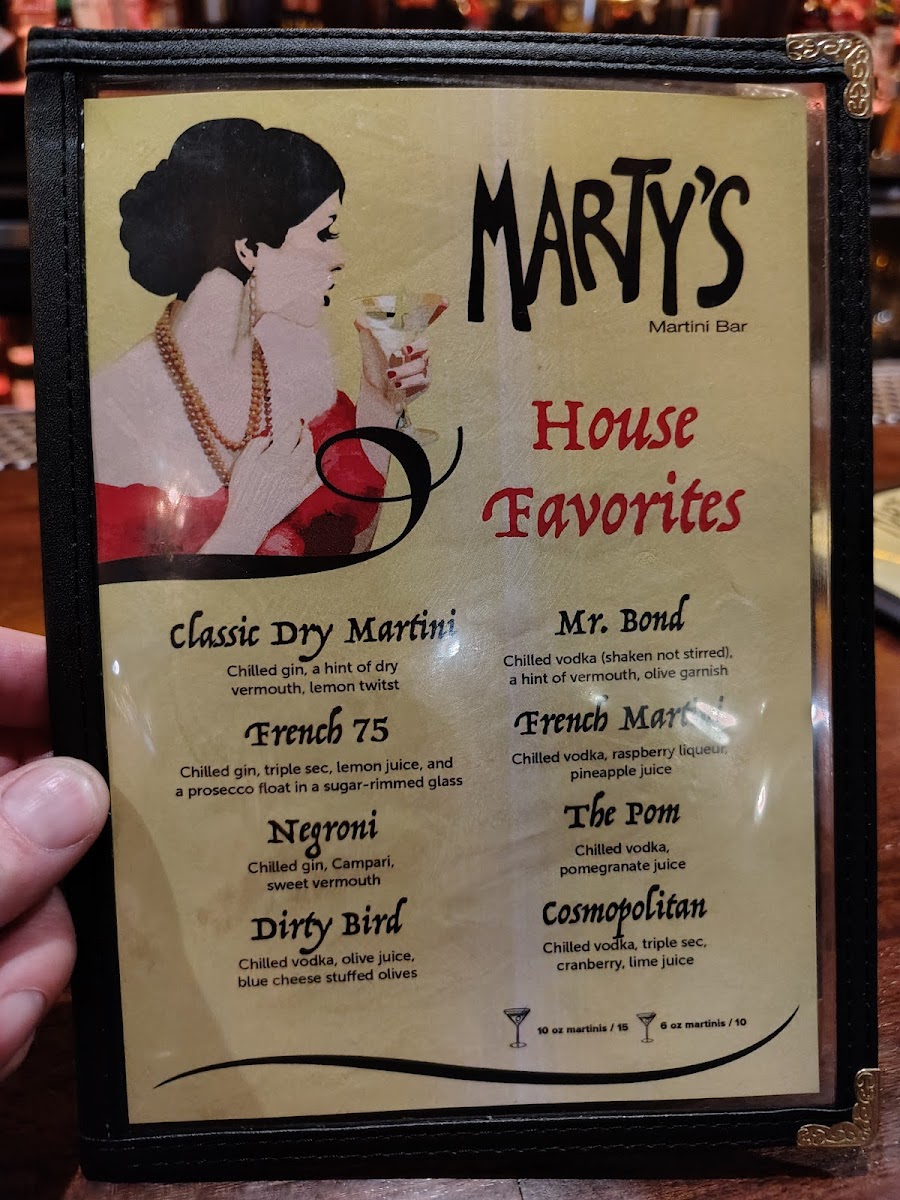 MARTY'S
Martini Bar
House
Favorites
Classic Dry Martini
Chilled gin, a hint of dry
vermouth, lemon twitst
French 75
Chilled gin, triple sec, lemon juice, and
a prosecco float in a sugar-rimmed glass
Negroni
Chilled gin, Campari,
sweet vermouth
Dirty Bird
Chilled vodka, olive juice,
blue cheese stuffed olives
Mr. Bond
Chilled vodka (shaken not stirred),
a hint of vermouth, olive garnish
French Martini
Chilled vodka, raspberry liqueur,
pineapple juice
The Pom
Chilled vodka,
pomegranate juice
Cosmopolitan
Chilled vodka, triple sec,
cranberry, lime juice
10 oz martinis / 15 6 oz martinis / 10